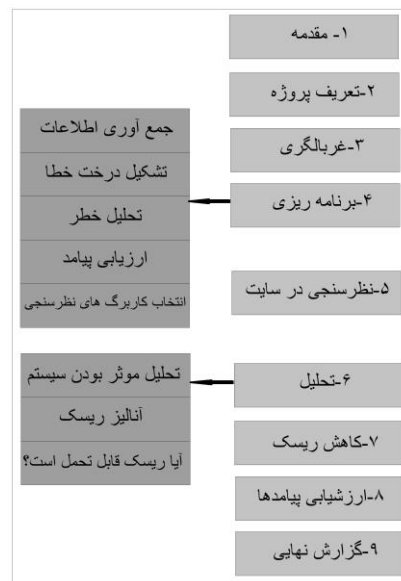 ۱- مقدمه
۲-تعریف پروژه
۳-غربالگری
۴-برنامه ریزی
جمع آوری اطلاعات
تشکیل درخت خطا
تحلیل خطر
ارزیابی پیامد
انتخاب کاربرگ های نظرسنجی
۵-نظرسنجی در سایت
۶-تحلیل
تحلیل موثر بودن سیستم
آنالیز ریسک
آیا ریسک قابل تحمل است؟
۷-کاهش ریسک
۸-ارزشیابی پیامدها
۹-گزارش نهایی